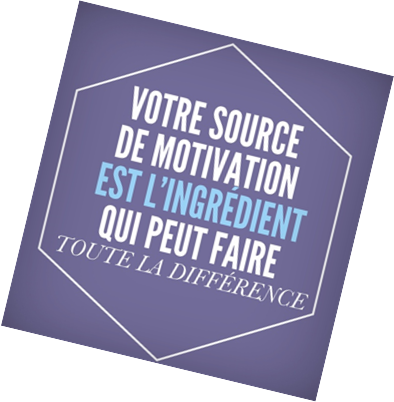 VOTRE SOURCE
DE MOTIVATION
EST L'INGRÉDIENT
QUI PEUT FAIRE
TOUTE LA DIFFÉRENCE